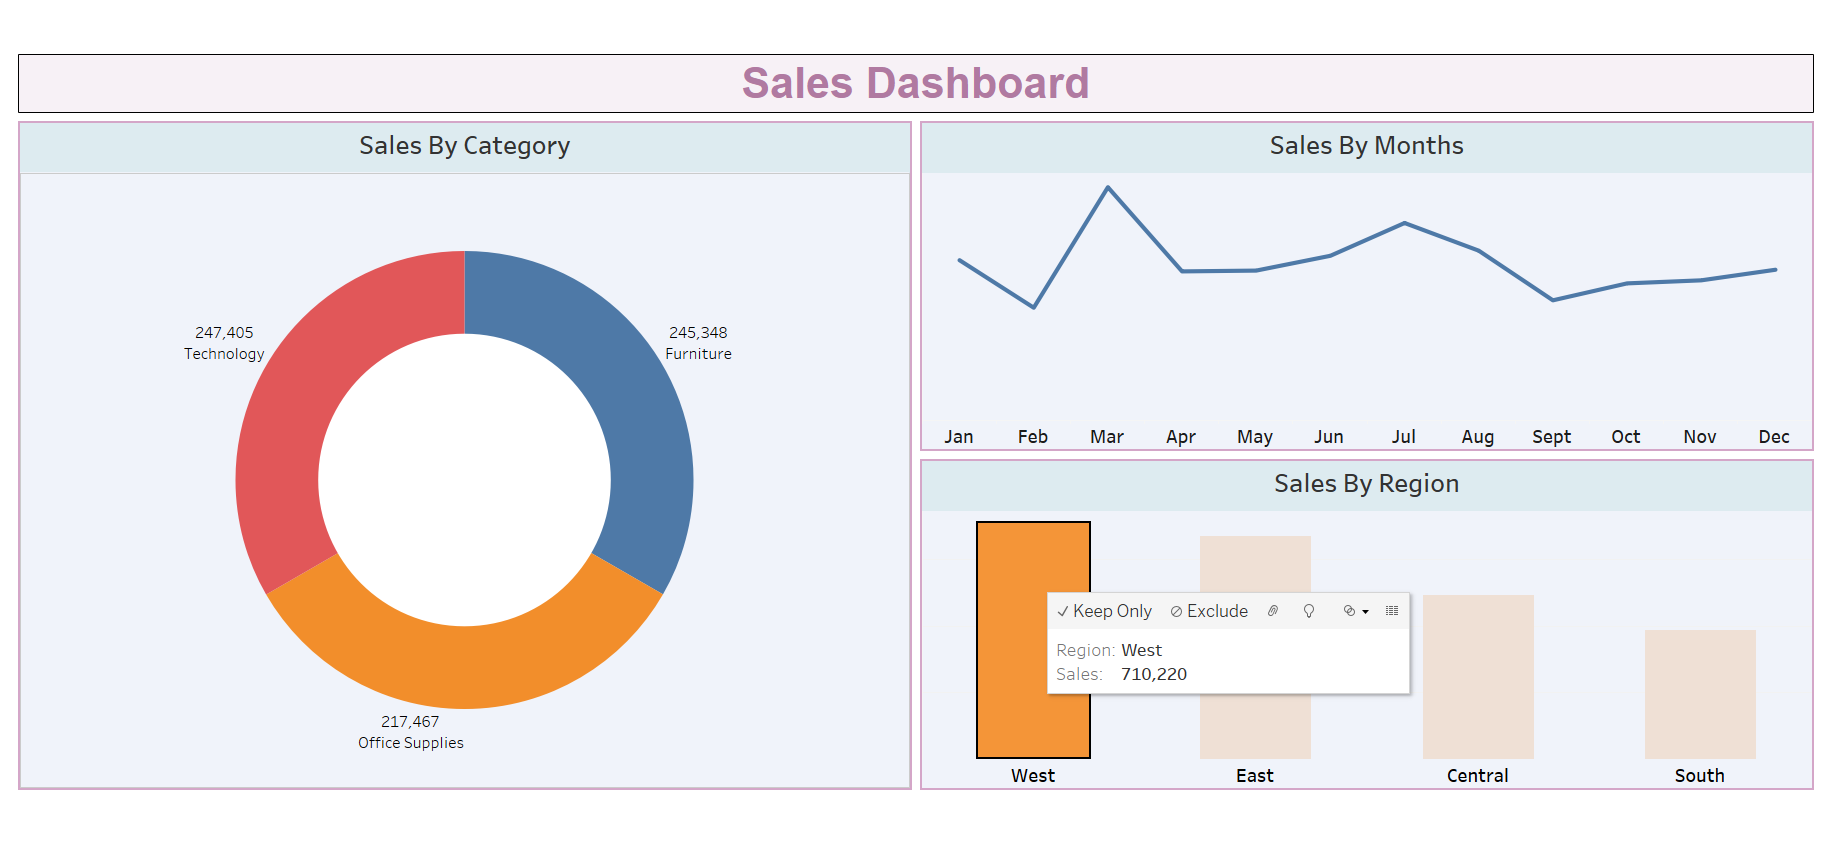 Sales Dashboard
Sales By Category
247,405
Technology
245,348
Furniture
217,467
Office Supplies
Sales By Months
Jan Feb Mar Apr May Jun Jul Aug Sept Oct Nov Dec
Sales By Region
Keep Only Exclude
Region: West
Sales: 710,220
West East Central South